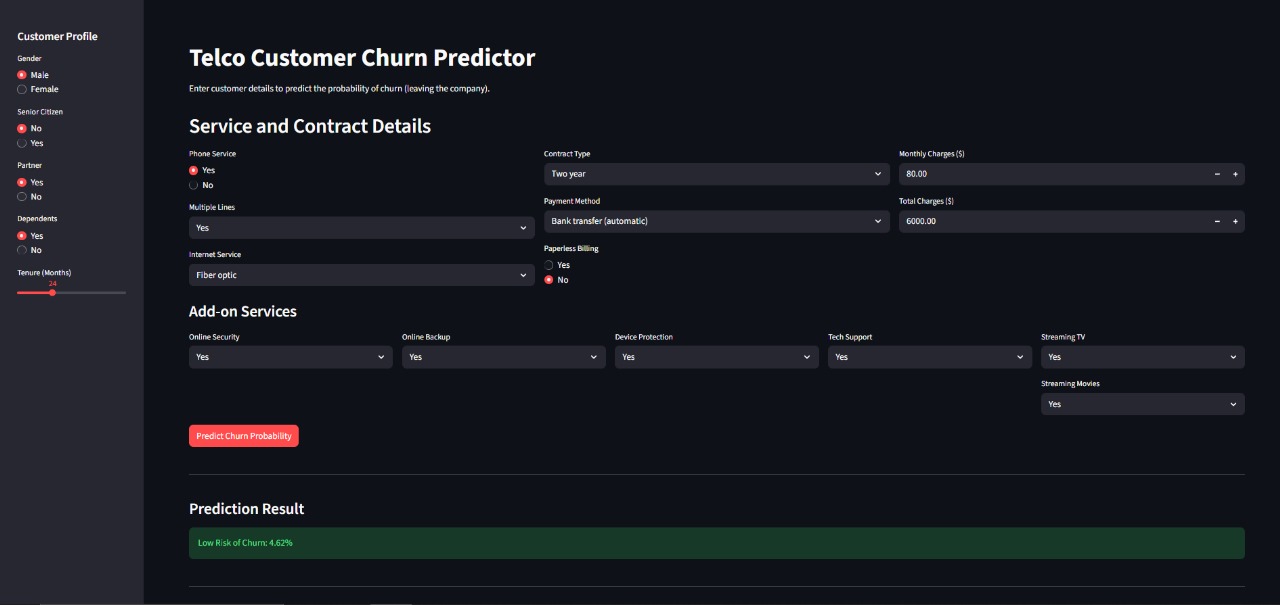 Customer Profile
Gender
Male
Female
Senior Citizen
No
Yes
Partner
Yes
No
Dependents
Yes
No
Tenure (Months)
24
Telco Customer Churn Predictor
Enter customer details to predict the probability of churn (leaving the company).
Service and Contract Details
Phone Service
Yes
No
Multiple Lines
Yes
Internet Service
Fiber optic
Contract Type
Two year
Payment Method
Bank transfer (automatic)
Paperless Billing
Yes
No
Monthly Charges ($)
80.00
Total Charges ($)
6000.00
Add-on Services
Online Security
Yes
Online Backup
Yes
Device Protection
Yes
Tech Support
Yes
Streaming TV
Yes
Streaming Movies
Yes
Predict Churn Probability
Prediction Result
Low Risk of Churn: 4.62%